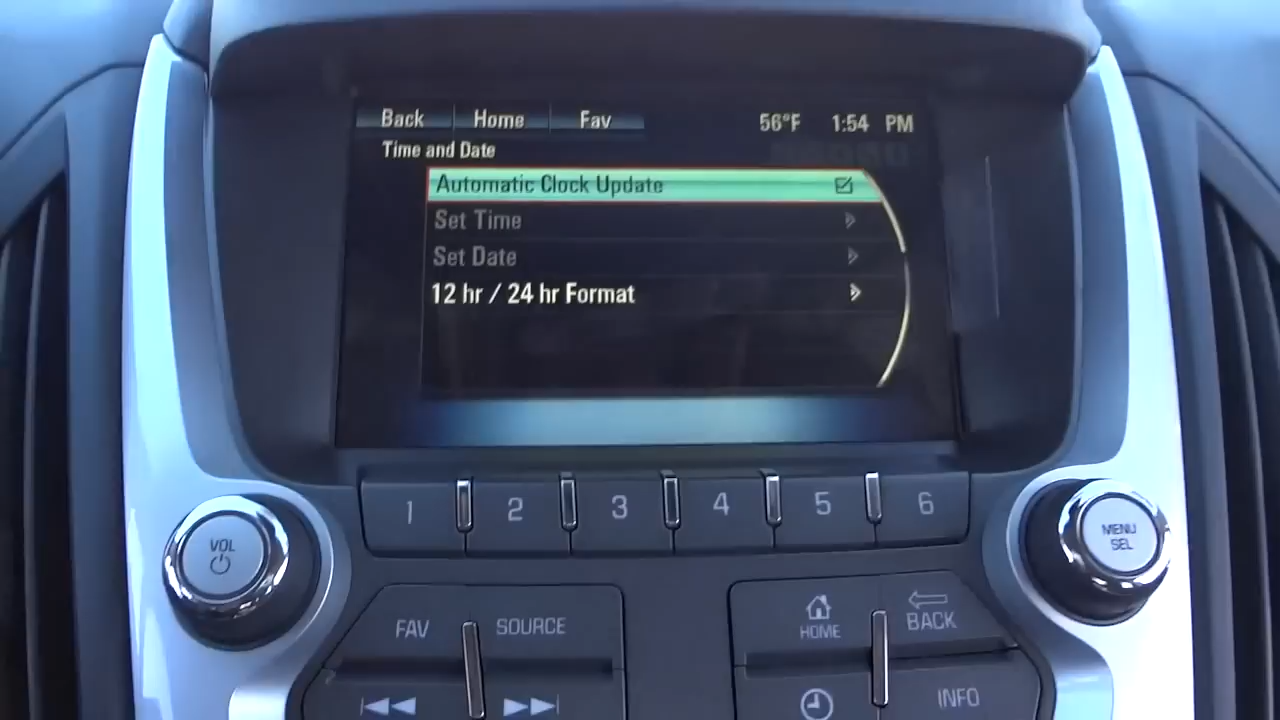 Back Home Fav 56°F 1:54 PM
Time and Date
Automatic Clock Update
Set Time
Set Date
12 hr / 24 hr Format
1 2 3 4 5 6
VOL
MENU
SEL
FAV SOURCE
HOME BACK
INFO